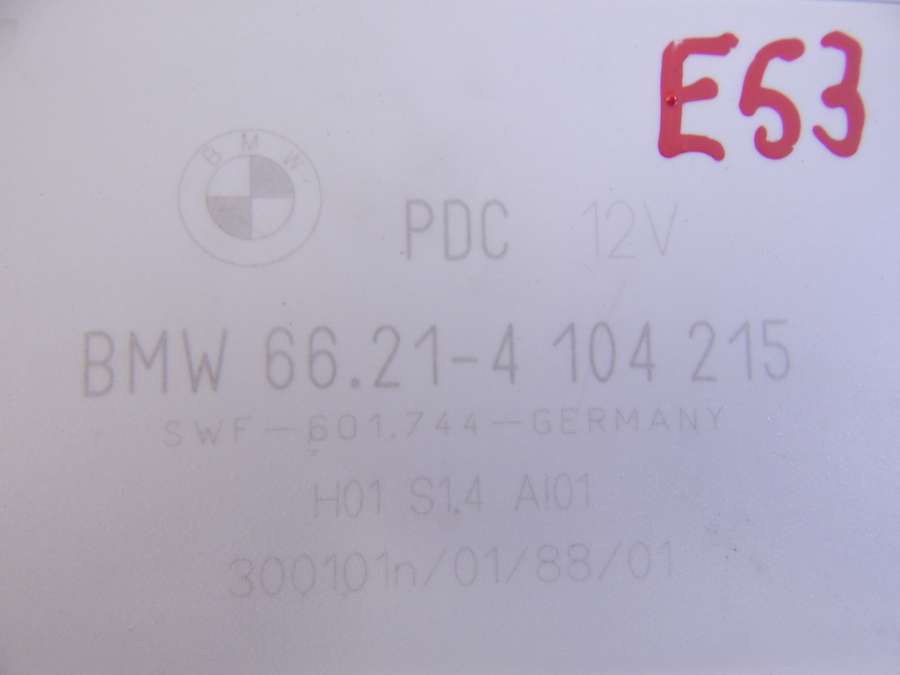 E53
BMW
PDC 12V
BMW 66.21-4 104 215
SWF-601.744-GERMANY
H01 S1.4 AI01
300101n/01/88/01